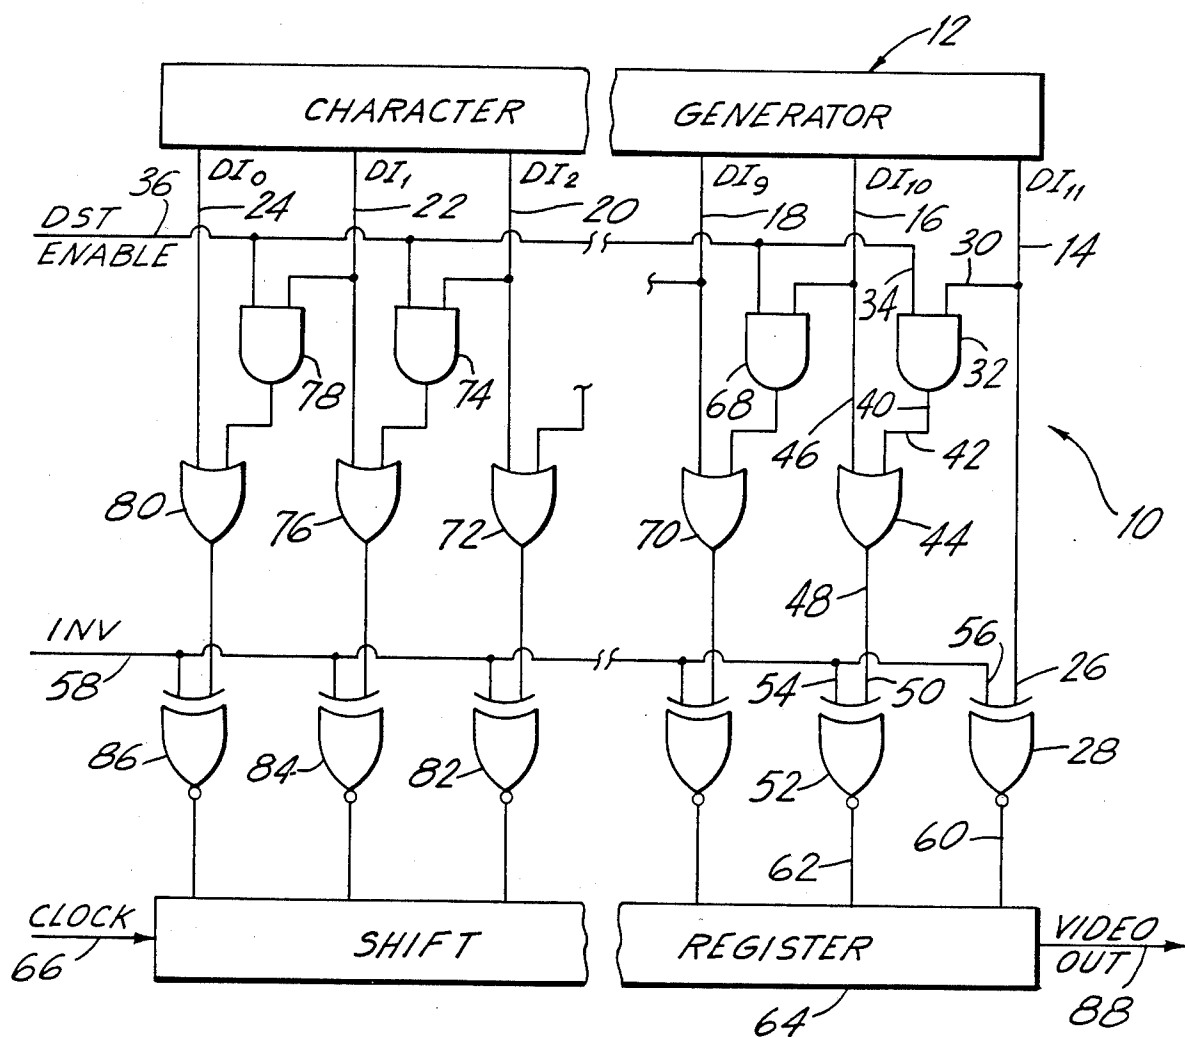 12
CHARACTER GENERATOR
DI0 DI1 DI2 DI9 DI10 DI11
36 24 22 20 18 16 14
DST
ENABLE
30
34
78 74 68 32
40
46 42
80 76 72 70 44 10
48
INV
58
56
54 50 26
86 84 82 52 28
62 60
CLOCK
66
SHIFT REGISTER
VIDEO
OUT
88
64